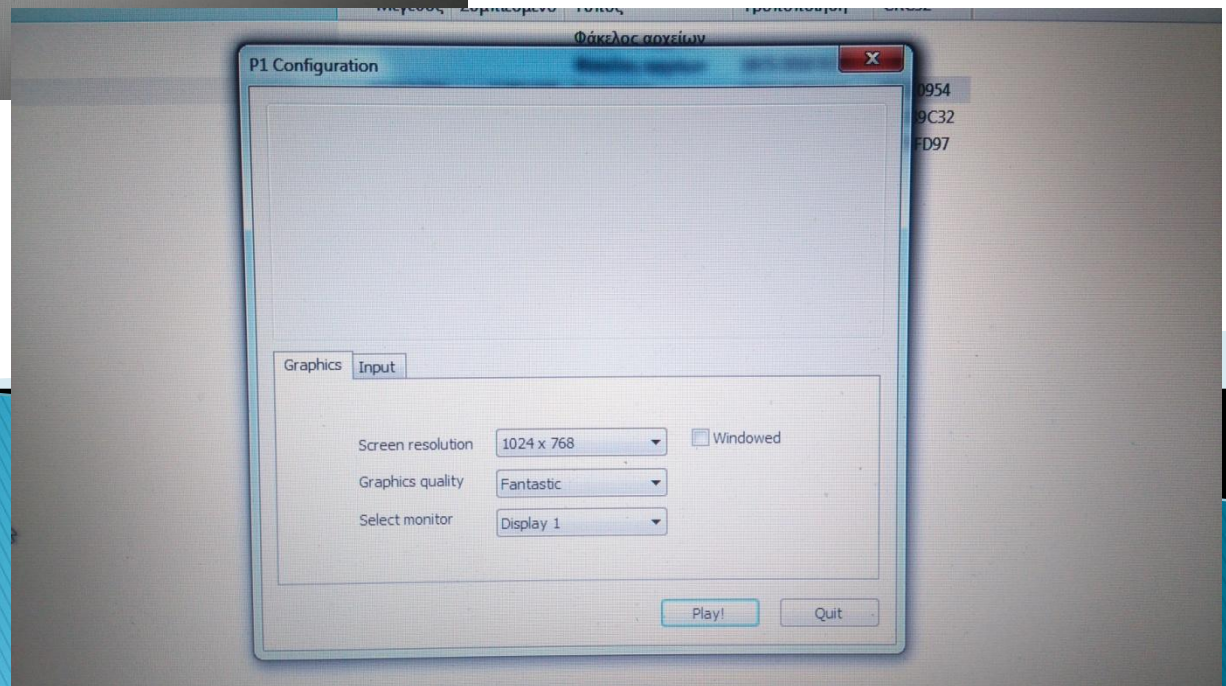 Φάκελος αρχείων
P1 Configuration
0954
9C32
FD97
Graphics
Input
Screen resolution
1024 x 768
Windowed
Graphics quality
Fantastic
Select monitor
Display 1
Play!
Quit